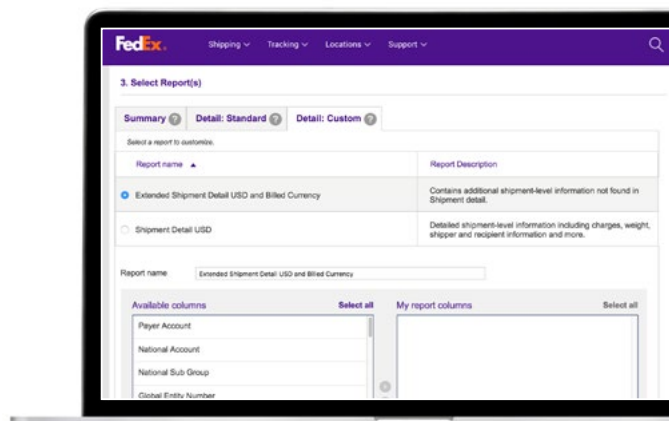 FedEx. Shipping Tracking Locations Support
3. Select Report(s)
Summary ? Detail: Standard ? Detail: Custom ?
Select a report to customize.
Report name Report Description
Extended Shipment Detail USD and Billed Currency Contains additional shipment-level information not found in
Shipment detail.
Shipment Detail USD Detailed shipment-level information including charges, weight,
shipper and recipient information and more.
Report name Extended Shipment Detail USD and Billed Currency
Available columns Select all My report columns Select all
Payer Account
National Account
National Sub Group
Global Entity Number